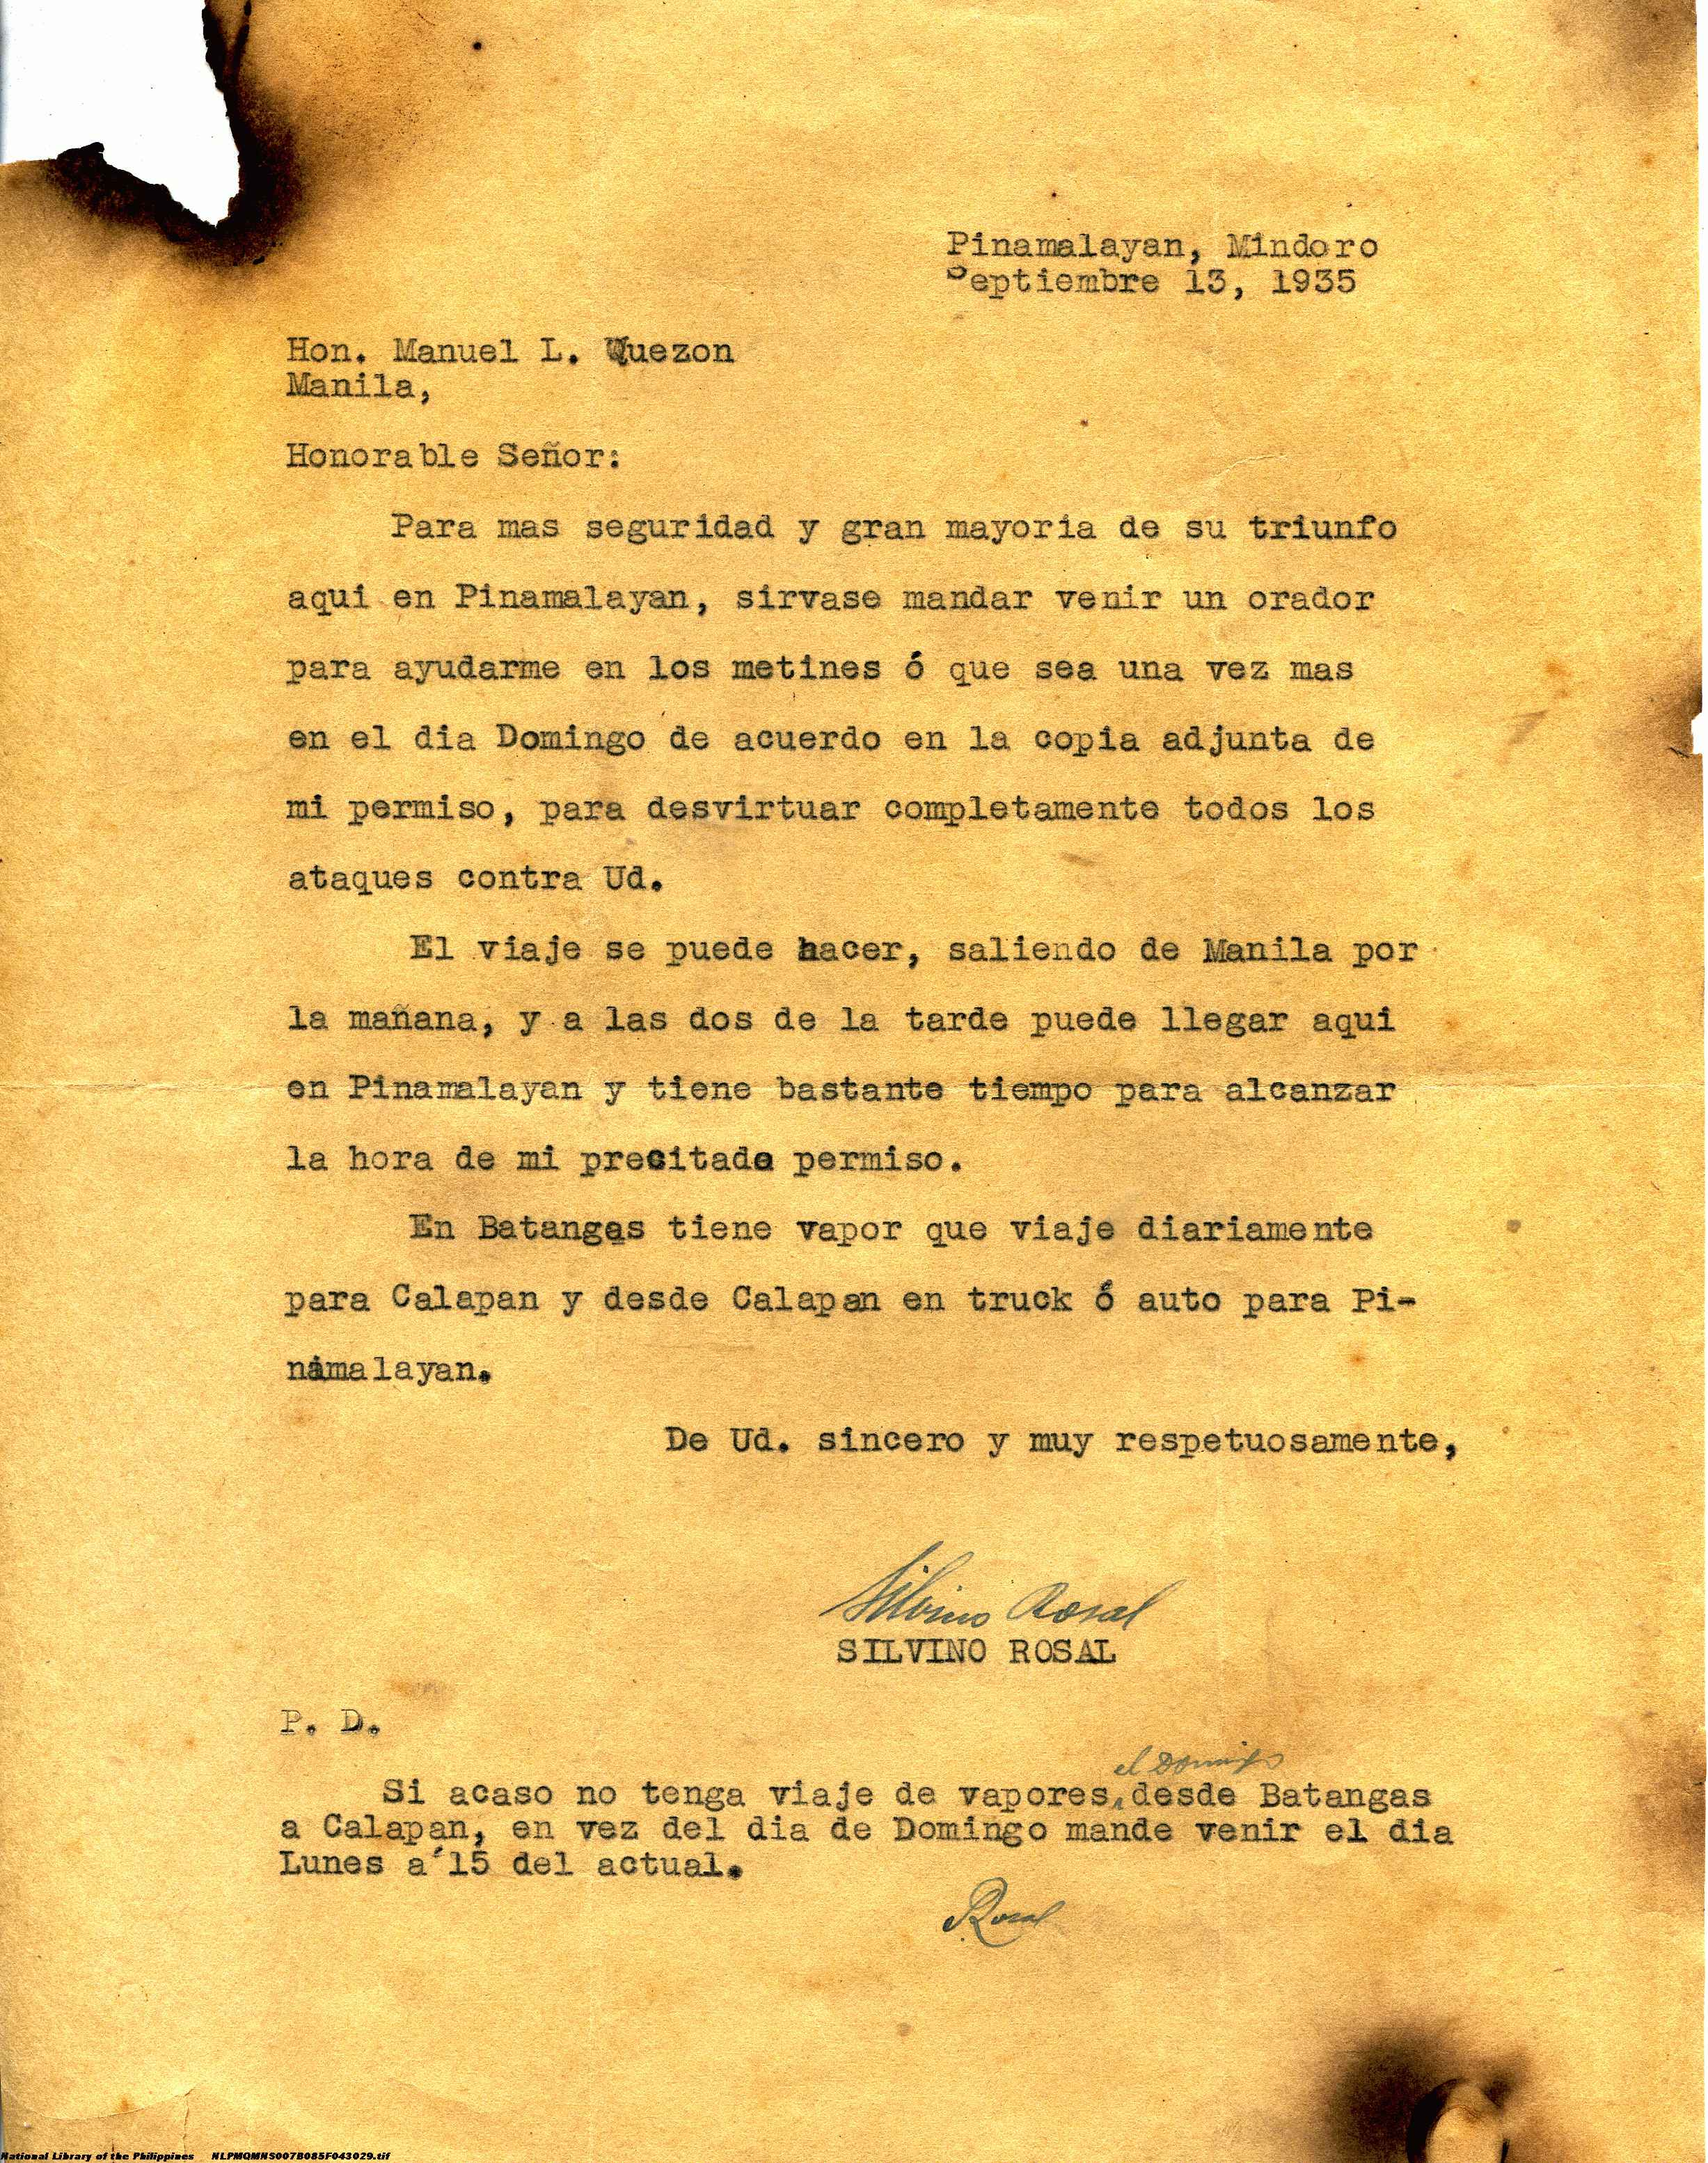 Pinamalayan, Mindoro
Septiembre 13, 1935
Hon. Manuel L. Quezon
Manila,
Honorable Señor:
Para mas seguridad y gran mayoria de su triunfo
aqui en Pinamalayan, sirvase mandar venir un orador
para ayudarme en los metines ó que sea una vez mas
en el dia Domingo de acuerdo en la copia adjunta de
mi permiso, para desvirtuar completamente todos los
ataques contra Ud.
El viaje se puede hacer, saliendo de Manila por
la mañana, y a las dos de la tarde puede llegar aqui
en Pinamalayan y tiene bastante tiempo para alcanzar
la hora de mi precitado permiso.
En Batangas tiene vapor que viaje diariamente
para Calapan y desde Calapan en truck ó auto para Pi-
namalayan.
De Ud. sincero y muy respetuosamente,
Silvino Rosal
SILVINO ROSAL
P. D.
el Domingo
Si acaso no tenga viaje de vapores, desde Batangas
a Calapan, en vez del dia de Domingo mande venir el dia
Lunes a 15 del actual.
Rosal
National Library of the Philippines NLPMQMNS007B085F043029.tif